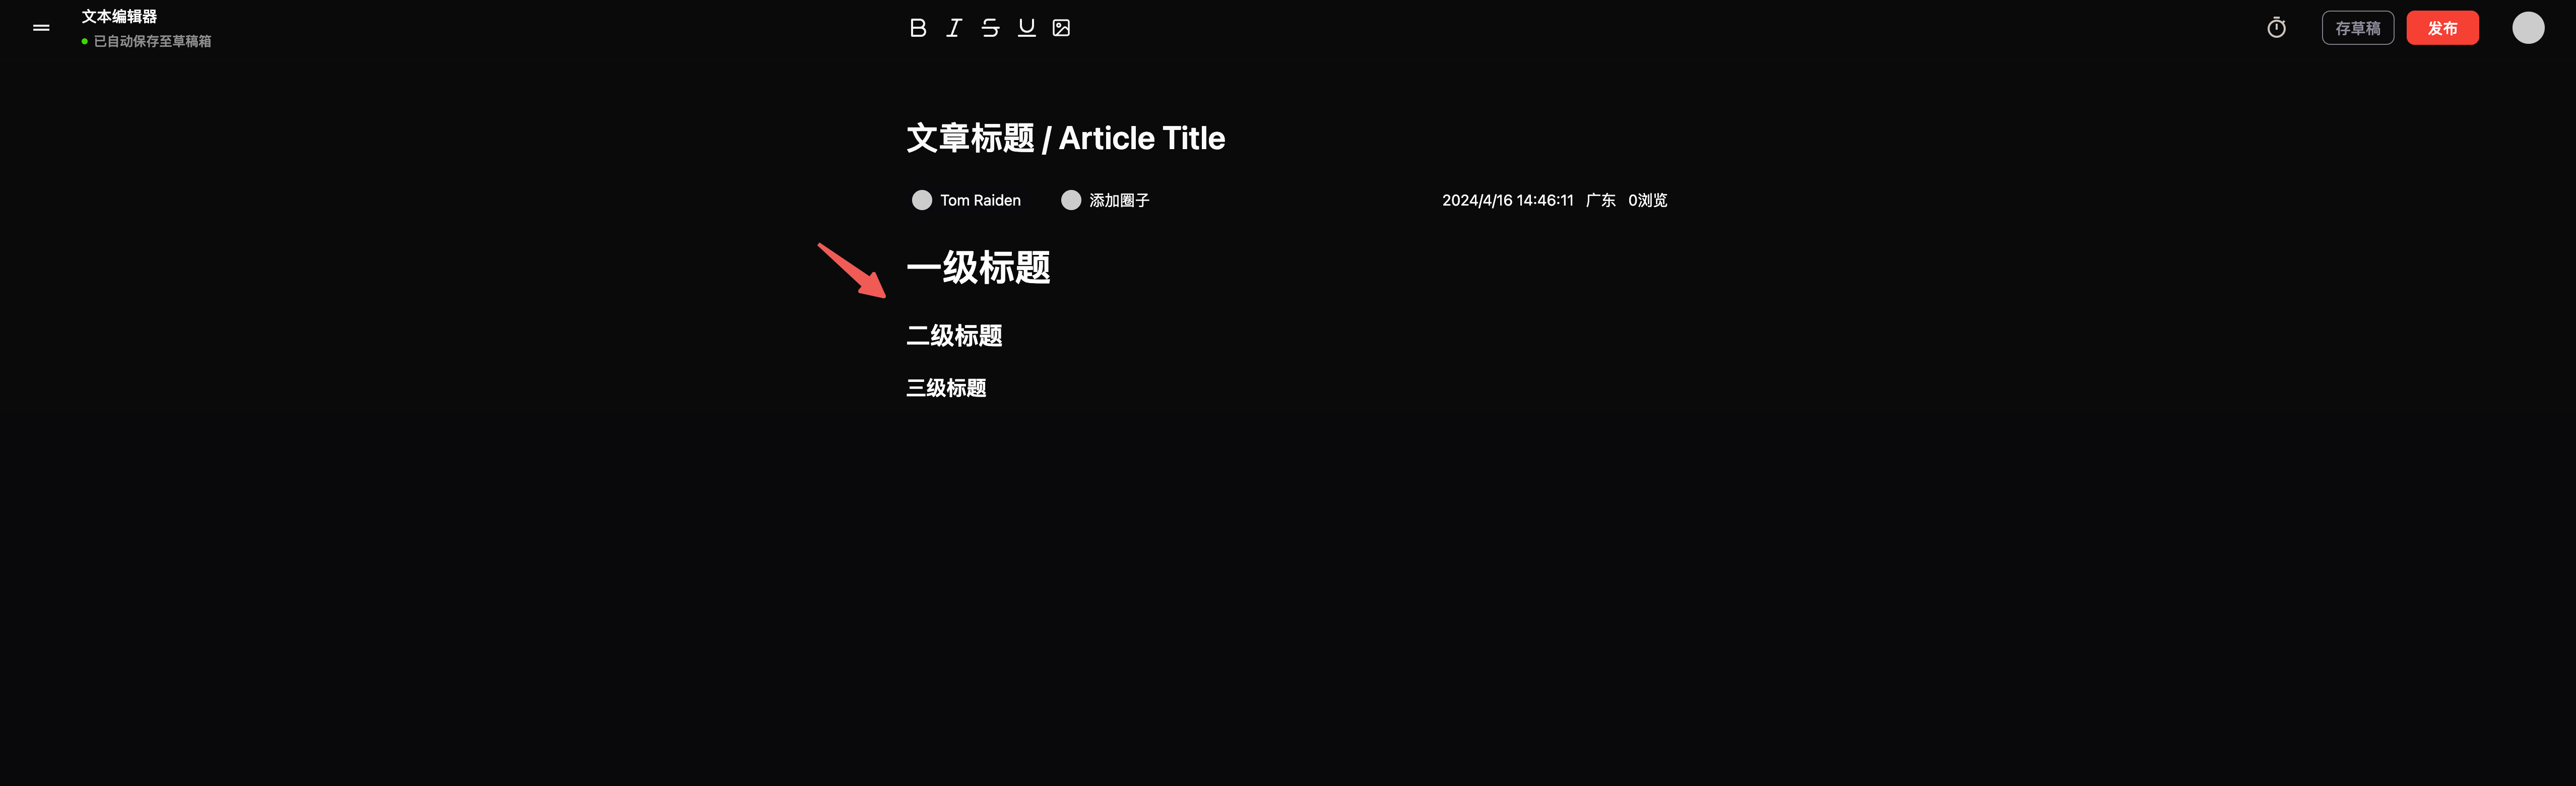 文本编辑器
已自动保存至草稿箱
存草稿
发布
文章标题 / Article Title
Tom Raiden 添加圈子 2024/4/16 14:46:11 广东 0浏览
一级标题
二级标题
三级标题